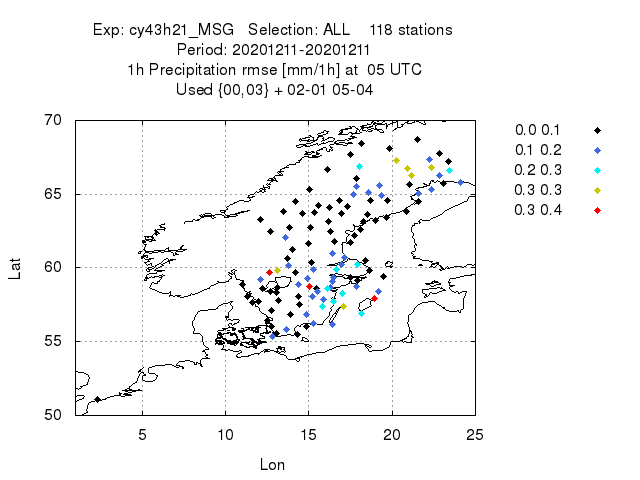 Exp: cy43h21_MSG   Selection: ALL    118 stations
Period: 20201211-20201211
1h Precipitation rmse [mm/1h] at  05 UTC
Used {00,03} + 02-01 05-04
70
65
60
55
50
5 10 15 20 25
Lat
Lon
0.0 0.1
0.1 0.2
0.2 0.3
0.3 0.3
0.3 0.4